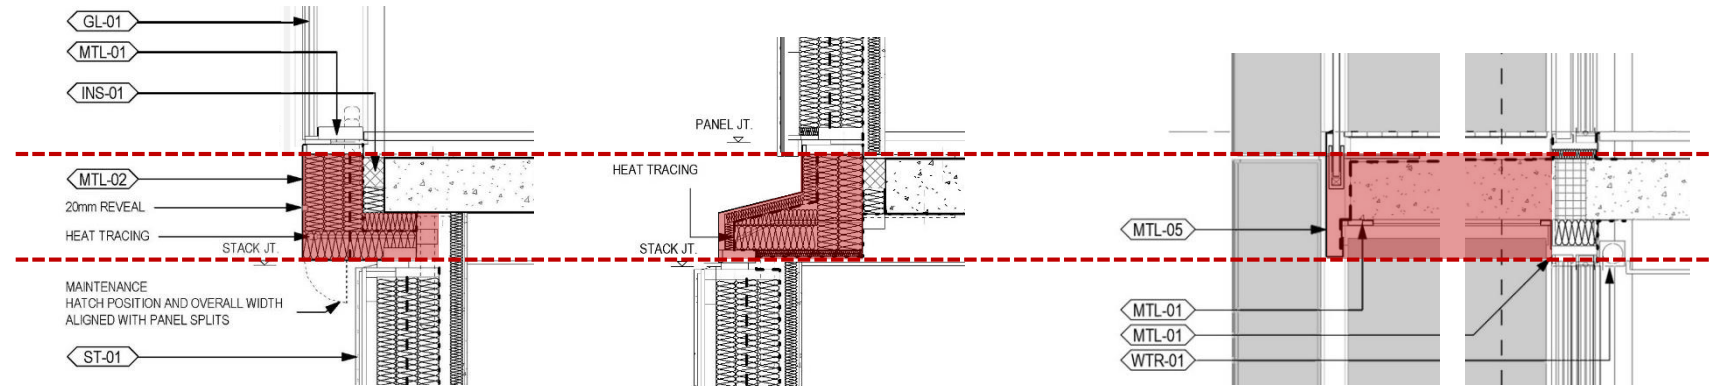 GL-01
MTL-01
INS-01
MTL-02
20mm REVEAL
HEAT TRACING
STACK JT.
MAINTENANCE
HATCH POSITION AND OVERALL WIDTH
ALIGNED WITH PANEL SPLITS
ST-01
PANEL JT.
HEAT TRACING
STACK JT.
MTL-05
MTL-01
MTL-01
WTR-01